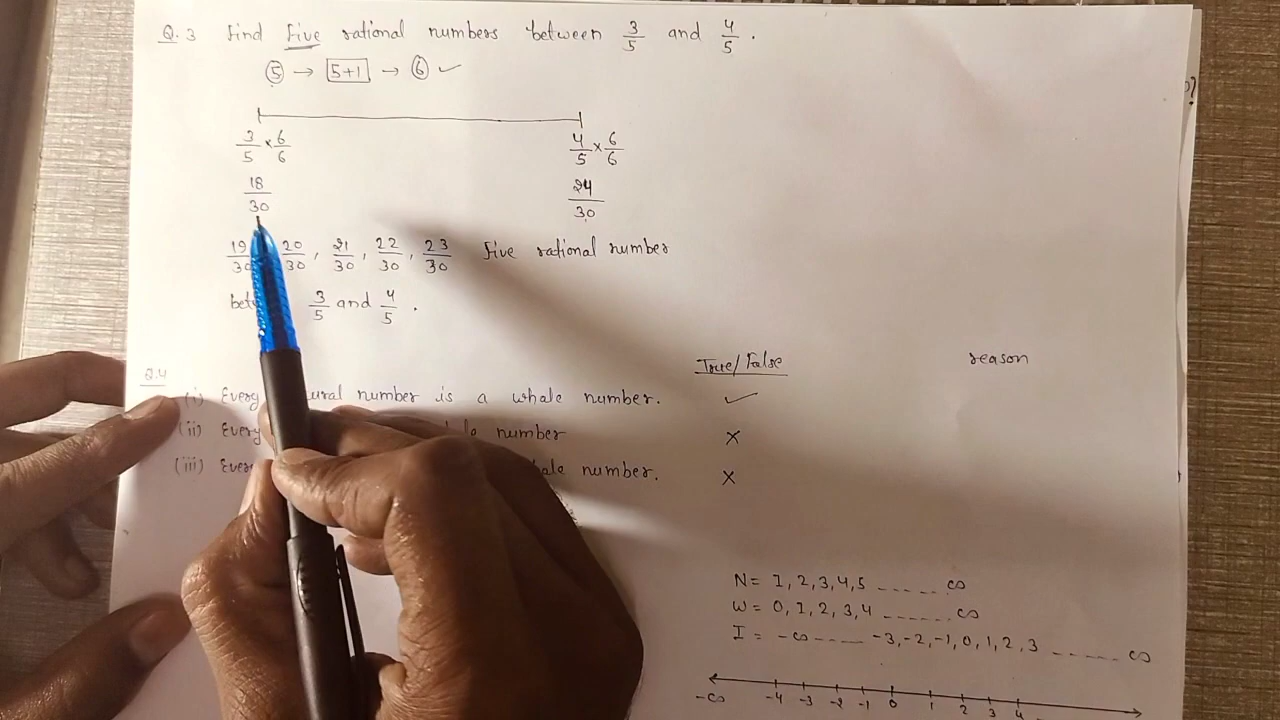 Q.3 Find Five rational numbers between 3/5 and 4/5 .
5 → 5+1 → 6 ✓
3/5 × 6/6 4/5 × 6/6
18/30 24/30
19/30 20/30 , 21/30 , 22/30 , 23/30 Five rational number
3/5 and 4/5 .
True/False reason
Q.4
(i) Every number is a whole number. ✓
(ii) Every number ×
(iii) number. ×
N = 1, 2, 3, 4, 5 ----- ∞
W = 0, 1, 2, 3, 4 ------ ∞
I = -∞ ----- -3, -2, -1, 0, 1, 2, 3 ----- ∞
-∞ -4 -3 -2 -1 0 1 2 3 4